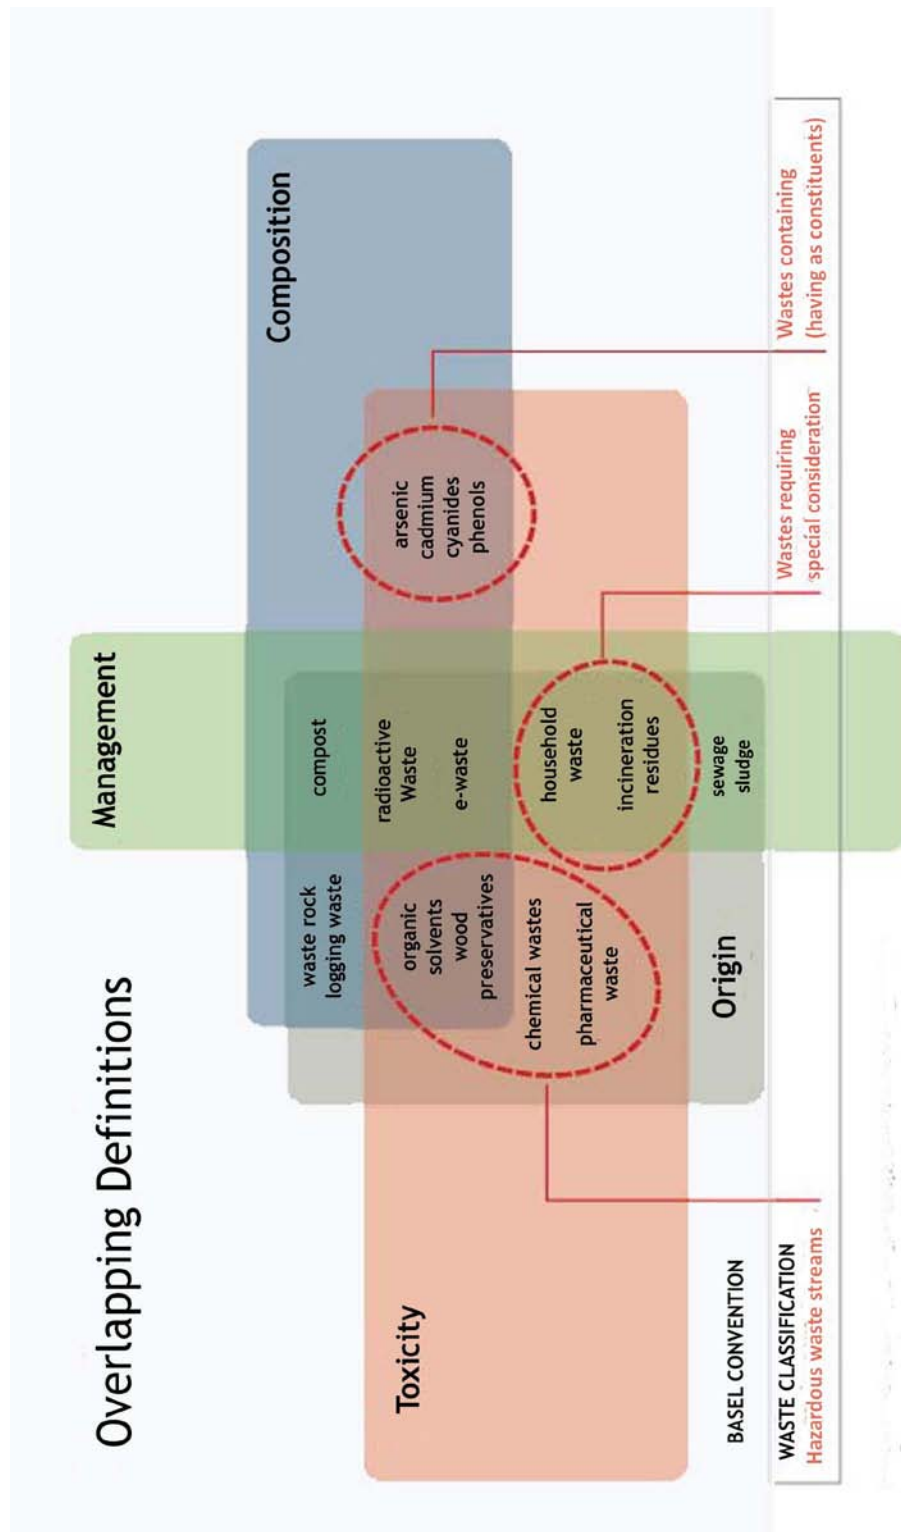 Overlapping Definitions
Management
Composition
Toxicity
Origin
waste rock
logging waste
compost
organic
solvents
wood
preservatives
radioactive
Waste
e-waste
arsenic
cadmium
cyanides
phenols
chemical wastes
pharmaceutical
waste
household
waste
incineration
residues
sewage
sludge
BASEL CONVENTION
WASTE CLASSIFICATION
Hazardous waste streams
Wastes requiring
"special consideration"
Wastes containing
(having as constituents)